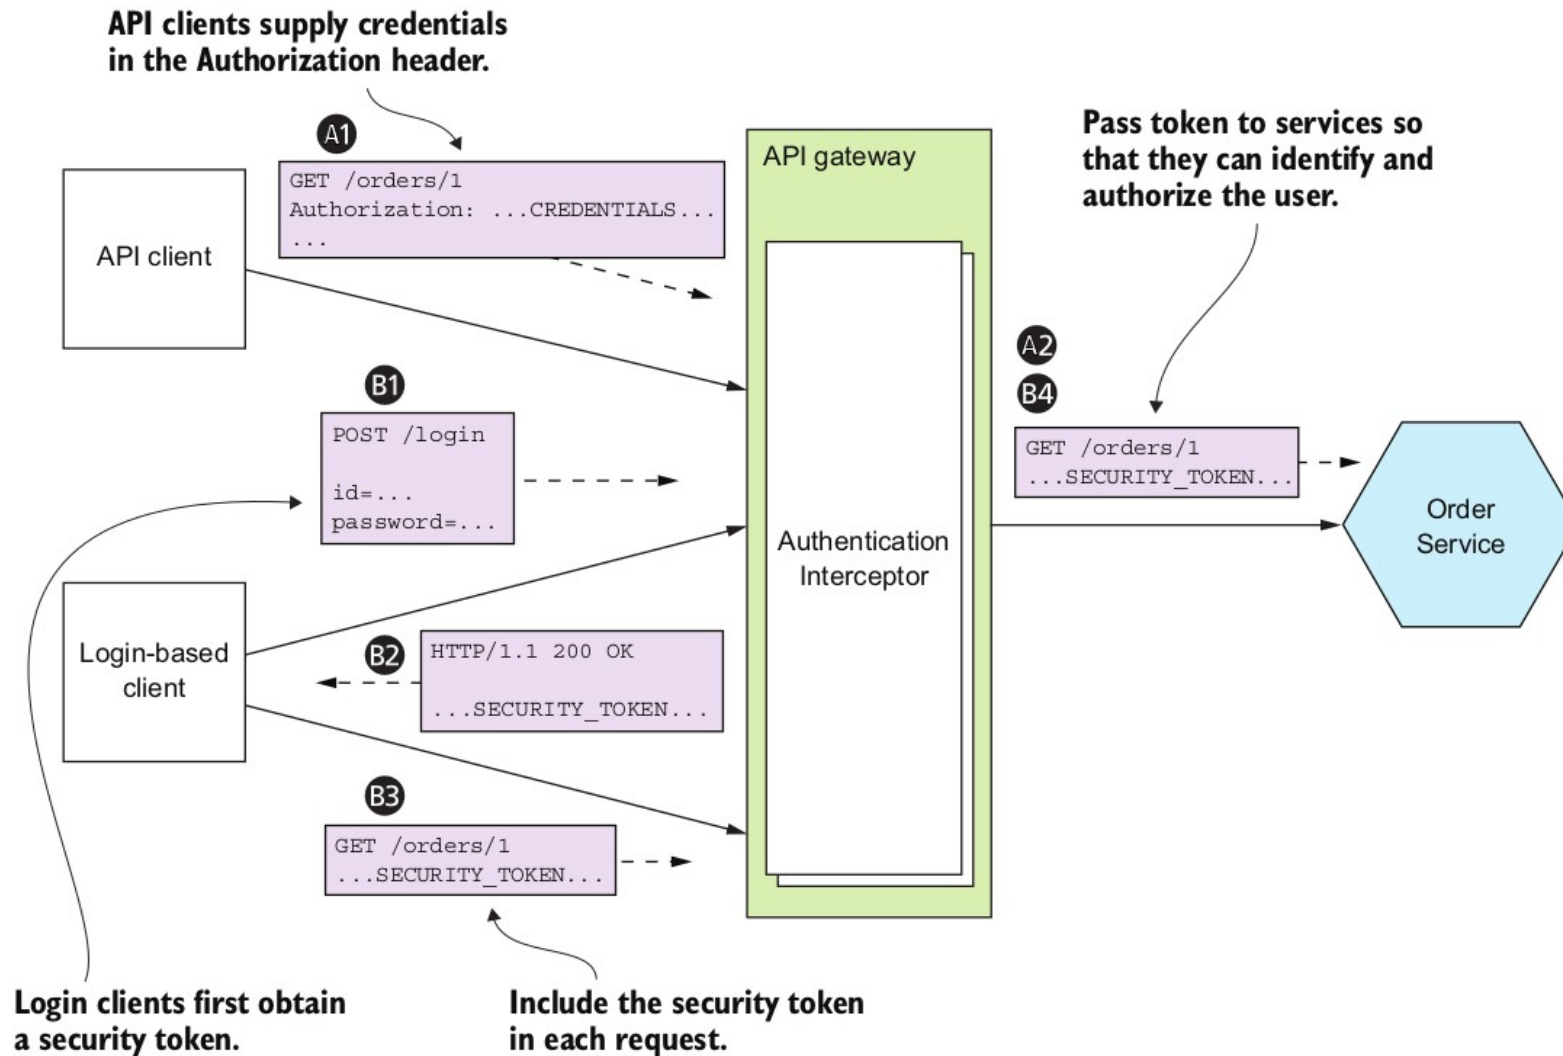 API clients supply credentials
in the Authorization header.
A1
GET /orders/1
Authorization: ...CREDENTIALS...
...
API client
API gateway
Pass token to services so
that they can identify and
authorize the user.
A2
B4
GET /orders/1
...SECURITY_TOKEN...
B1
POST /login
id=...
password=...
Authentication
Interceptor
Order
Service
Login-based
client
B2
HTTP/1.1 200 OK
...SECURITY_TOKEN...
B3
GET /orders/1
...SECURITY_TOKEN...
Login clients first obtain
a security token.
Include the security token
in each request.